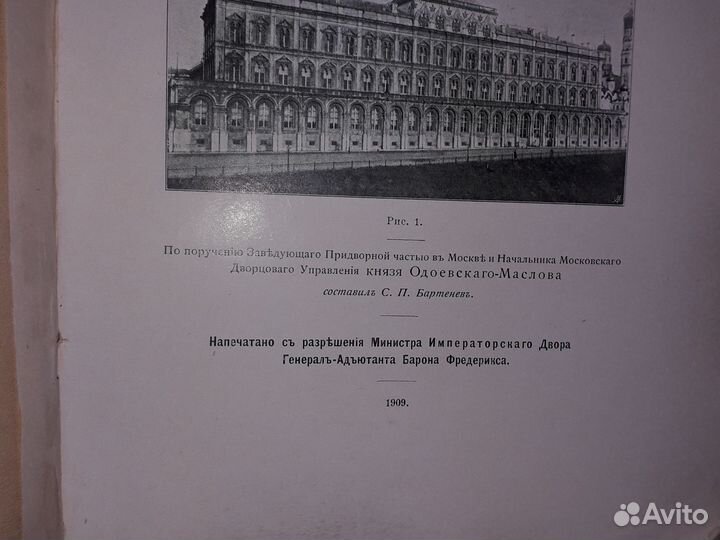 Рис. 1.
По порученію Завѣдующаго Придворной частью въ Москвѣ и Начальника Московскаго
Дворцоваго Управленія князя Одоевскаго-Маслова
составилъ С. П. Бартеневъ.
Напечатано съ разрѣшенія Министра Императорскаго Двора
Генералъ-Адъютанта Барона Фредерикса.
1909.
Avito